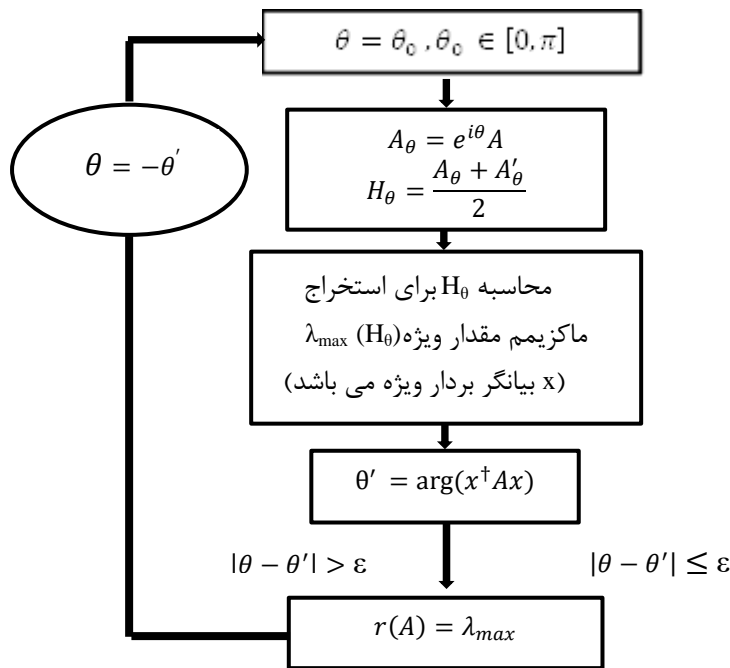 θ = θ₀ , θ₀ ∈ [0, π]
A_θ = e^{iθ} A
H_θ = (A_θ + A′_θ) / 2
محاسبه H_θ برای استخراج
ماکزیمم مقدار ویژه λ_max (H_θ)
(x بیانگر بردار ویژه می باشد)
θ′ = arg(x†Ax)
|θ − θ′| > ε
|θ − θ′| ≤ ε
r(A) = λ_max
θ = −θ′